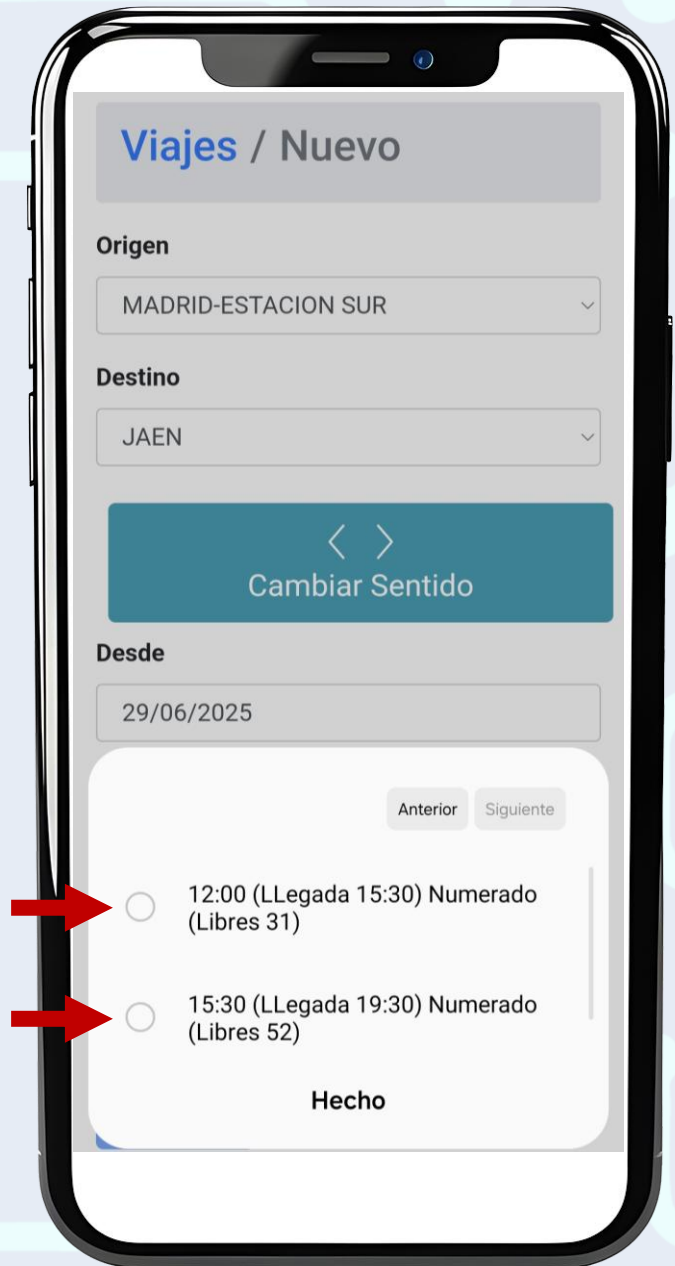 Viajes / Nuevo
Origen
MADRID-ESTACION SUR
Destino
JAEN
Cambiar Sentido
Desde
29/06/2025
Anterior Siguiente
12:00 (LLegada 15:30) Numerado
(Libres 31)
15:30 (LLegada 19:30) Numerado
(Libres 52)
Hecho